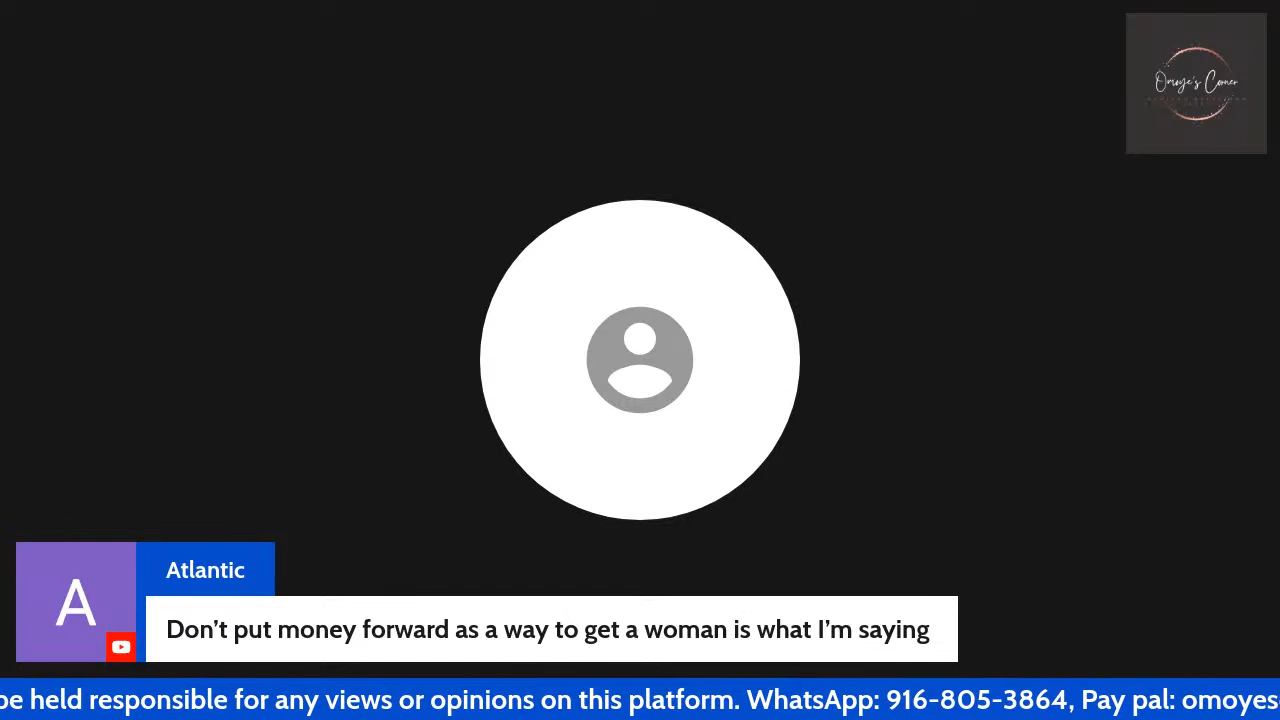 Omoye's Corner
A
Atlantic
Don't put money forward as a way to get a woman is what I'm saying
be held responsible for any views or opinions on this platform. WhatsApp: 916-805-3864, Pay pal: omoyes